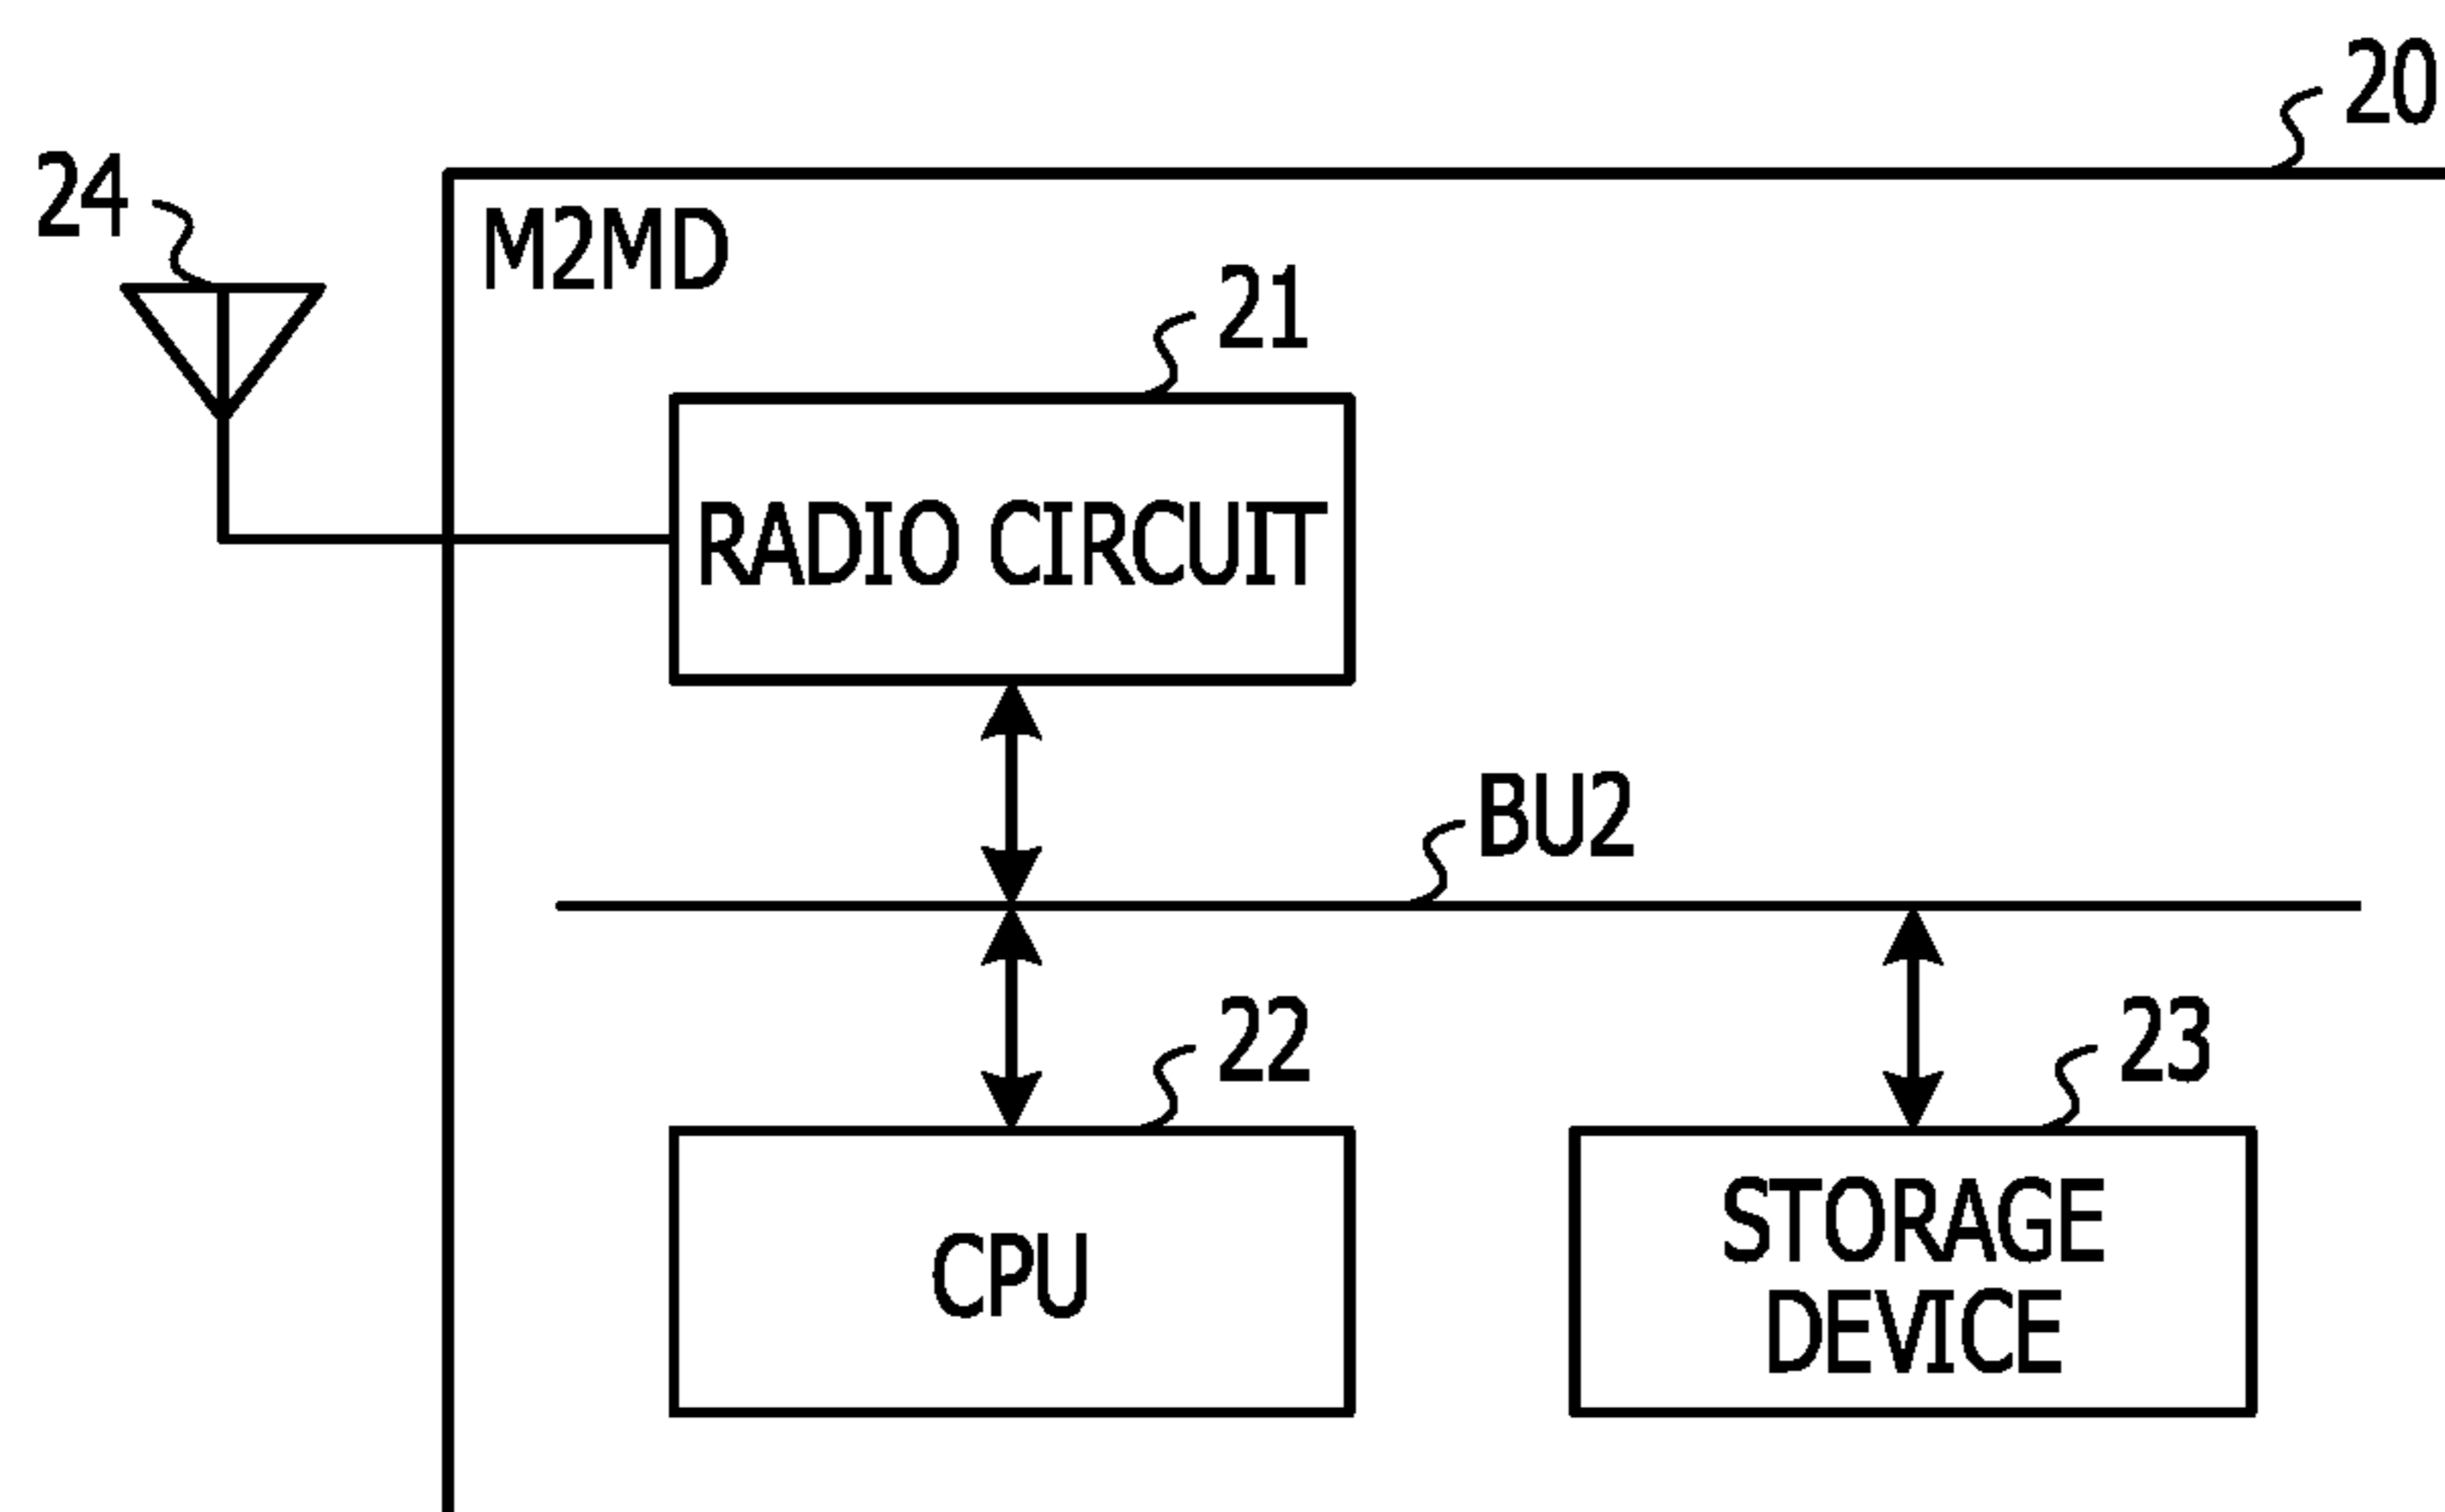 20
24
M2MD
21
RADIO CIRCUIT
BU2
22
23
CPU
STORAGE
DEVICE